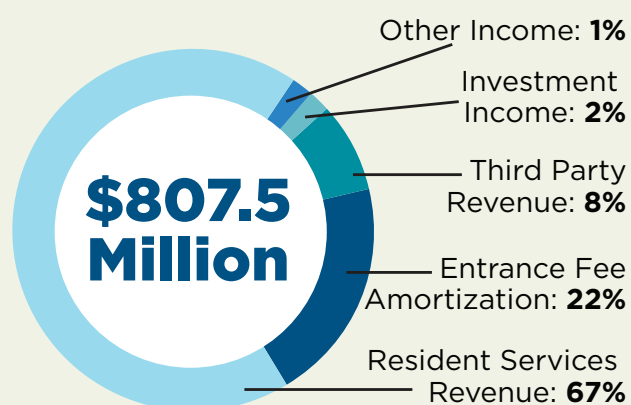 Other Income: 1%
Investment
Income: 2%
Third Party
Revenue: 8%
$807.5
Million
Entrance Fee
Amortization: 22%
Resident Services
Revenue: 67%